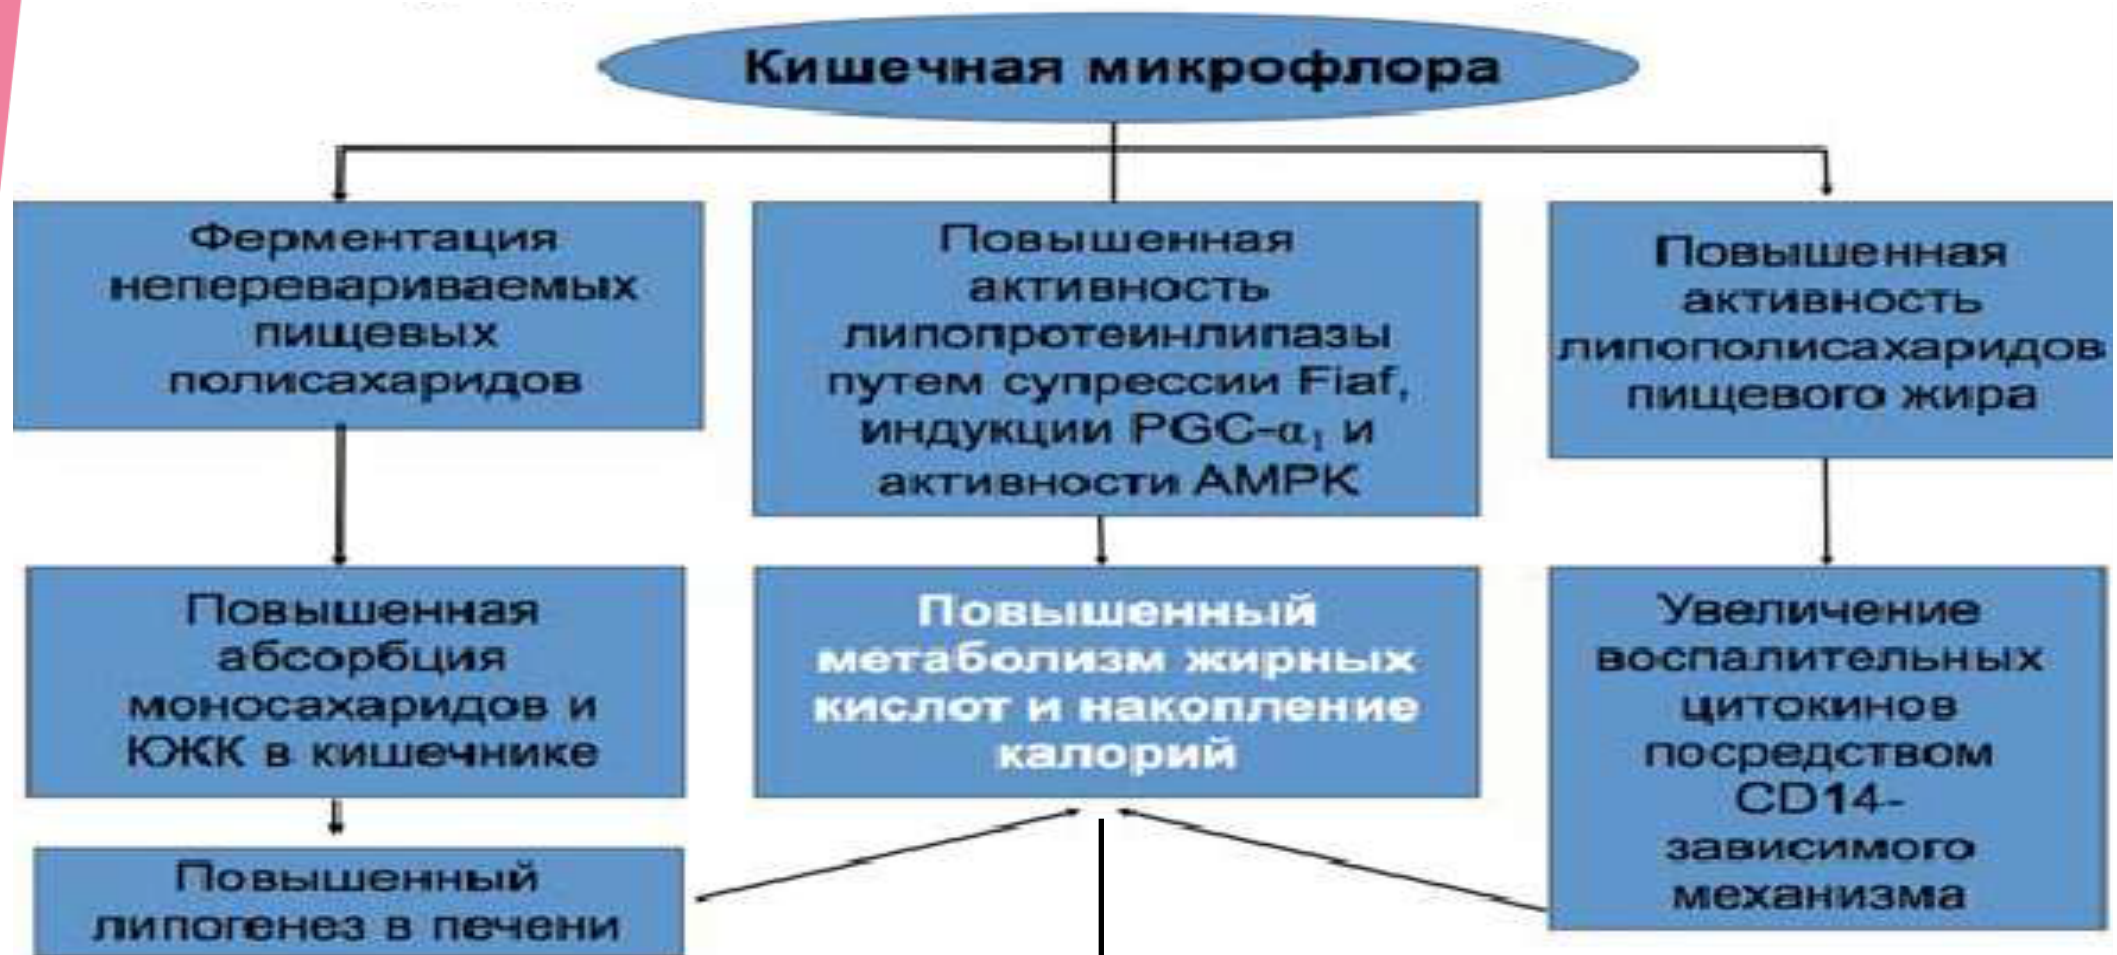 Кишечная микрофлора
Ферментация
неперевариваемых
пищевых
полисахаридов
Повышенная
активность
липопротеинлипазы
путем супрессии Fiaf,
индукции PGC-α₁ и
активности AMPK
Повышенная
активность
липополисахаридов
пищевого жира
Повышенная
абсорбция
моносахаридов и
КЖК в кишечнике
Повышенный
метаболизм жирных
кислот и накопление
калорий
Увеличение
воспалительных
цитокинов
посредством
CD14-
зависимого
механизма
Повышенный
липогенез в печени